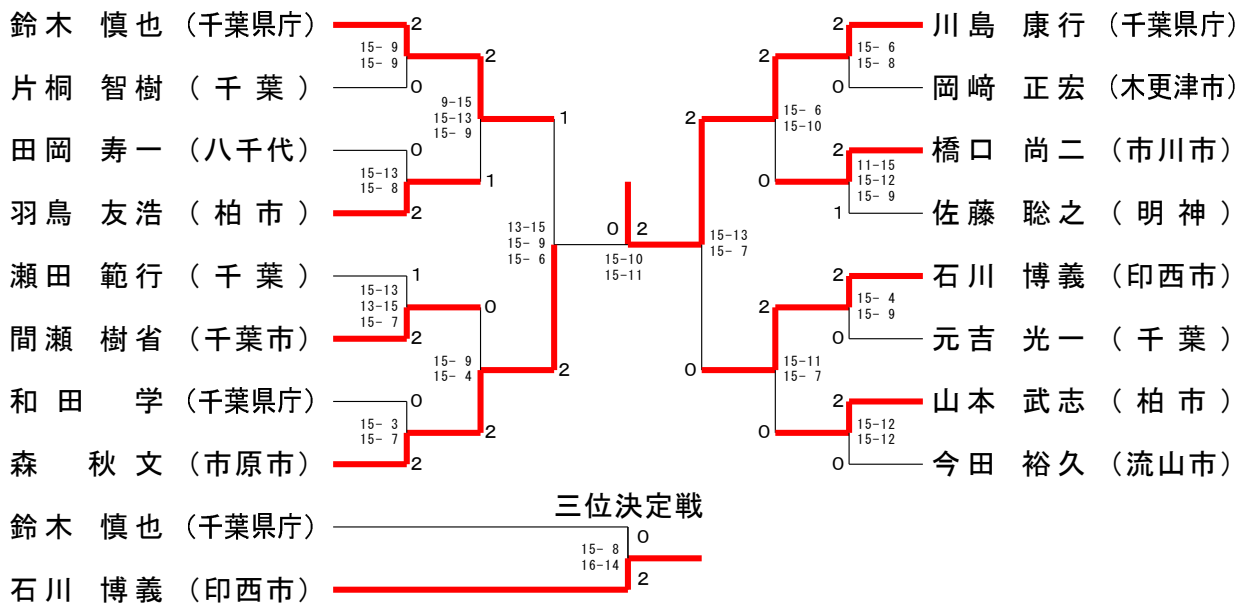 鈴木 慎也 (千葉県庁) 2
15- 9
15- 9
片桐 智樹 (千葉) 0
2
9-15
15-13
15- 9
田岡 寿一 (八千代) 0
15-13
15- 8
羽鳥 友浩 (柏市) 2
1
1
13-15
15- 9
15- 6
瀬田 範行 (千葉) 1
15-13
13-15
15- 7
間瀬 樹省 (千葉市) 2
0
15- 9
15- 4
和田 学 (千葉県庁) 0
15- 3
15- 7
森 秋文 (市原市) 2
2
2
0 2
15-10
15-11
2 川島 康行 (千葉県庁)
15- 6
15- 8
0 岡﨑 正宏 (木更津市)
2
15- 6
15-10
2 橋口 尚二 (市川市)
11-15
15-12
15- 9
1 佐藤 聡之 (明神)
0
2
15-13
15- 7
2 石川 博義 (印西市)
15- 4
15- 9
0 元吉 光一 (千葉)
2
15-11
15- 7
2 山本 武志 (柏市)
15-12
15-12
0 今田 裕久 (流山市)
0
0
三位決定戦
鈴木 慎也 (千葉県庁) 0
15- 8
16-14
石川 博義 (印西市) 2